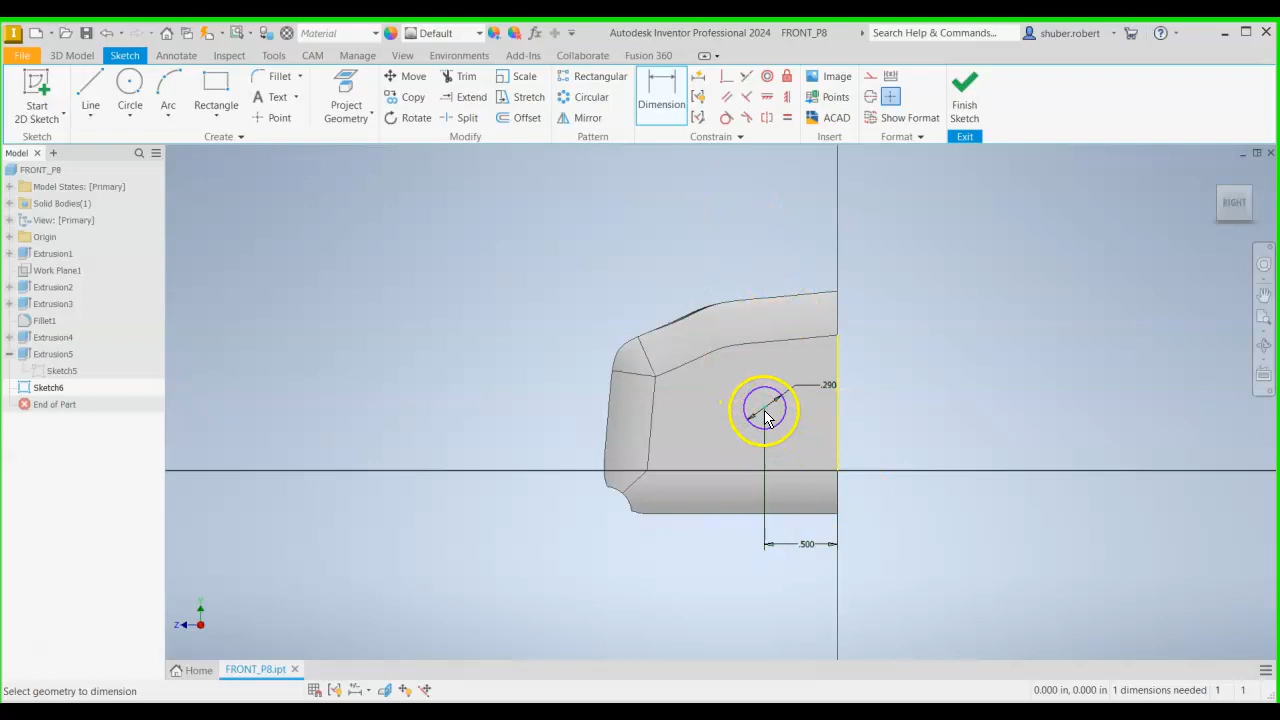 Material
Default
Autodesk Inventor Professional 2024 FRONT_P8
Search Help & Commands...
shuber.robert
File 3D Model Sketch Annotate Inspect Tools CAM Manage View Environments Add-Ins Collaborate Fusion 360
Start
2D Sketch
Line
Circle
Arc
Rectangle
Fillet
Text
Point
Project
Geometry
Move
Copy
Rotate
Trim
Extend
Split
Scale
Stretch
Offset
Rectangular
Circular
Mirror
Dimension
Image
Points
ACAD
Show Format
Finish
Sketch
Sketch Create Modify Pattern Constrain Insert Format Exit
Model
FRONT_P8
Model States: [Primary]
Solid Bodies(1)
View: [Primary]
Origin
Extrusion1
Work Plane1
Extrusion2
Extrusion3
Fillet1
Extrusion4
Extrusion5
Sketch5
Sketch6
End of Part
RIGHT
.290
.500
Y
Z
Home FRONT_P8.ipt
Select geometry to dimension
0.000 in, 0.000 in 1 dimensions needed 1 1